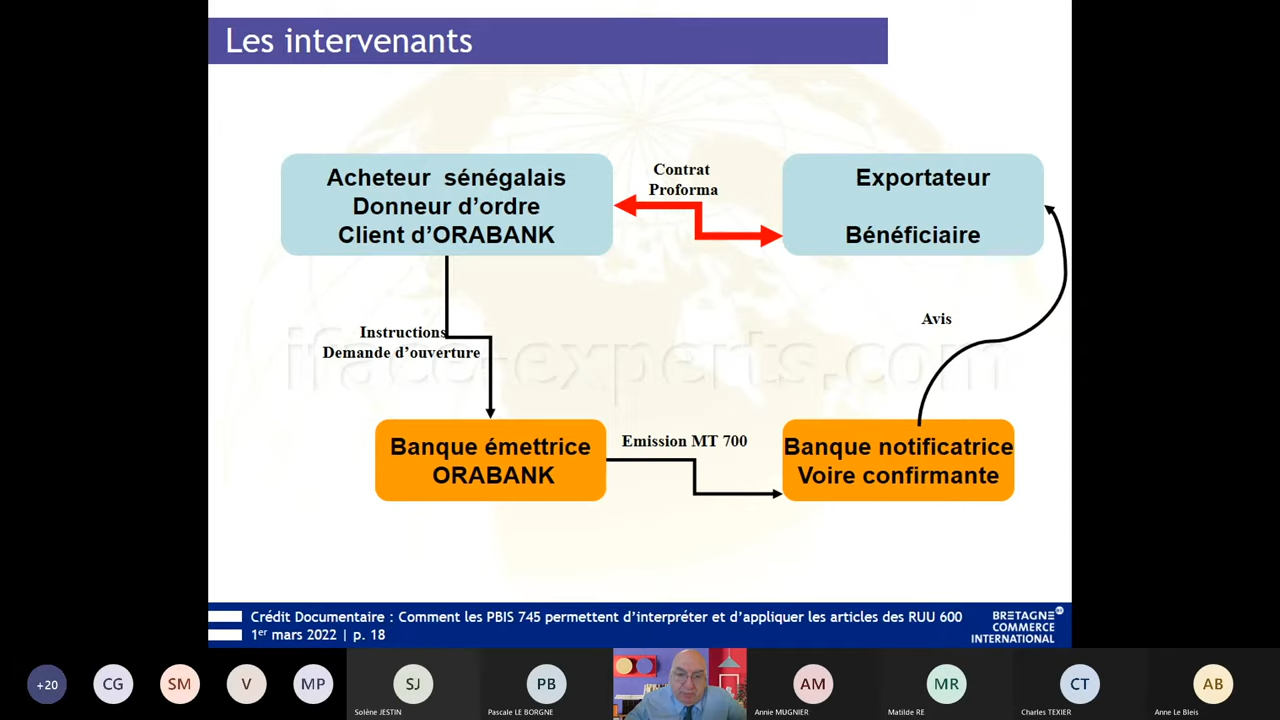 Les intervenants
Acheteur sénégalais
Donneur d'ordre
Client d'ORABANK
Contrat
Proforma
Exportateur
Bénéficiaire
Instructions
Demande d'ouverture
Avis
iface-experts.com
Banque émettrice
ORABANK
Emission MT 700
Banque notificatrice
Voire confirmante
Crédit Documentaire : Comment les PBIS 745 permettent d'interpréter et d'appliquer les articles des RUU 600
1er mars 2022 | p. 18
BRETAGNE
COMMERCE
INTERNATIONAL
+20
CG
SM
V
MP
SJ
Solène JESTIN
PB
Pascale LE BORGNE
AM
Annie MUGNIER
MR
Matilde RE
CT
Charles TEXIER
AB
Anne Le Bleis